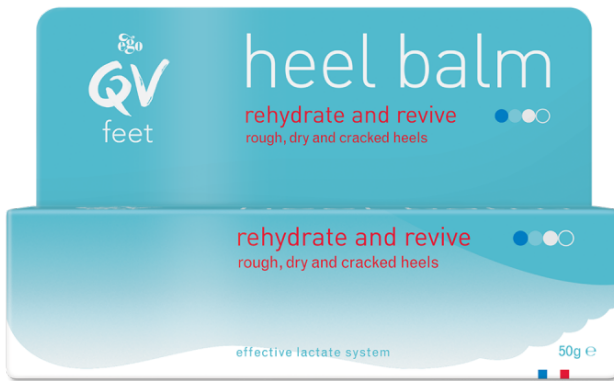 ego
QV
feet
heel balm
rehydrate and revive
rough, dry and cracked heels
rehydrate and revive
rough, dry and cracked heels
effective lactate system
50g ℮